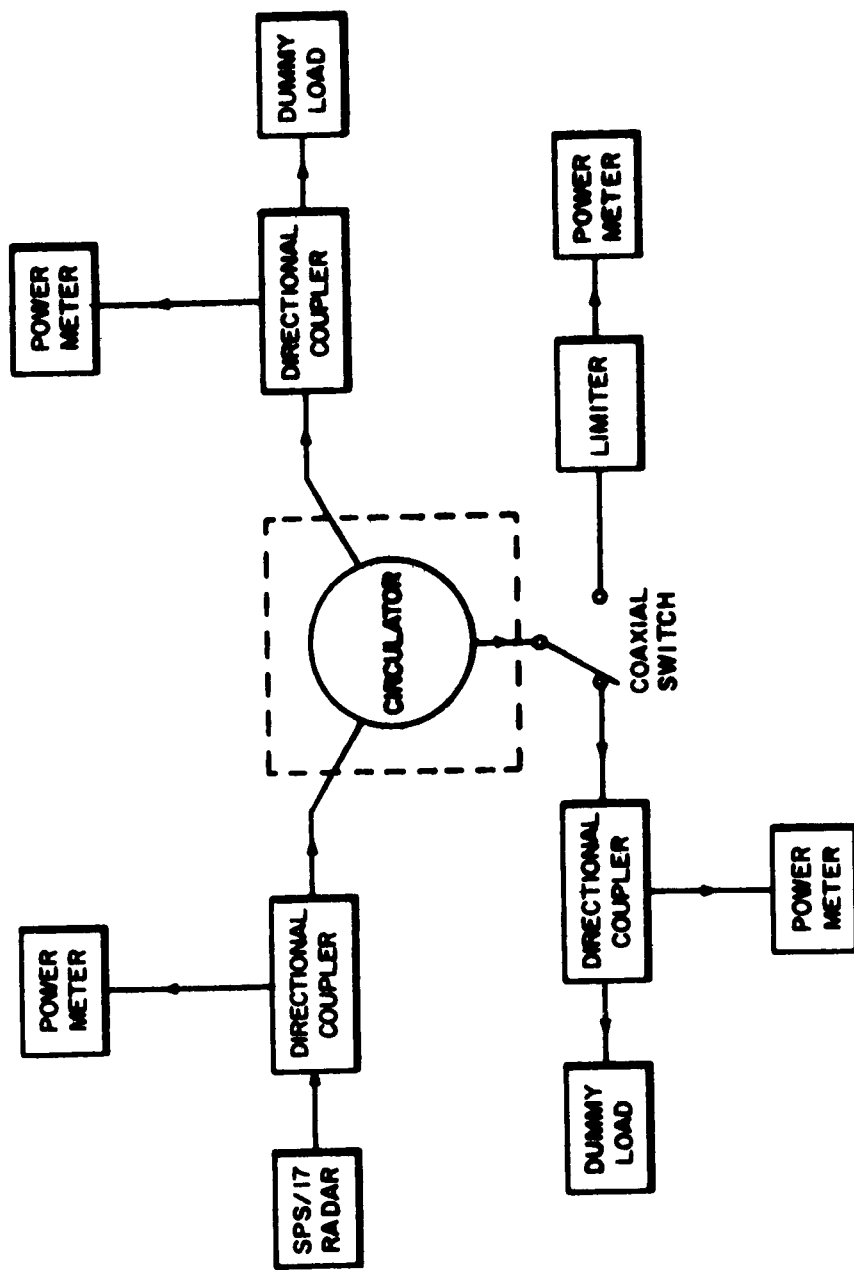 POWER
METER
POWER
METER
SPS/17
RADAR
DIRECTIONAL
COUPLER
CIRCULATOR
DIRECTIONAL
COUPLER
DUMMY
LOAD
COAXIAL
SWITCH
LIMITER
POWER
METER
DUMMY
LOAD
DIRECTIONAL
COUPLER
POWER
METER